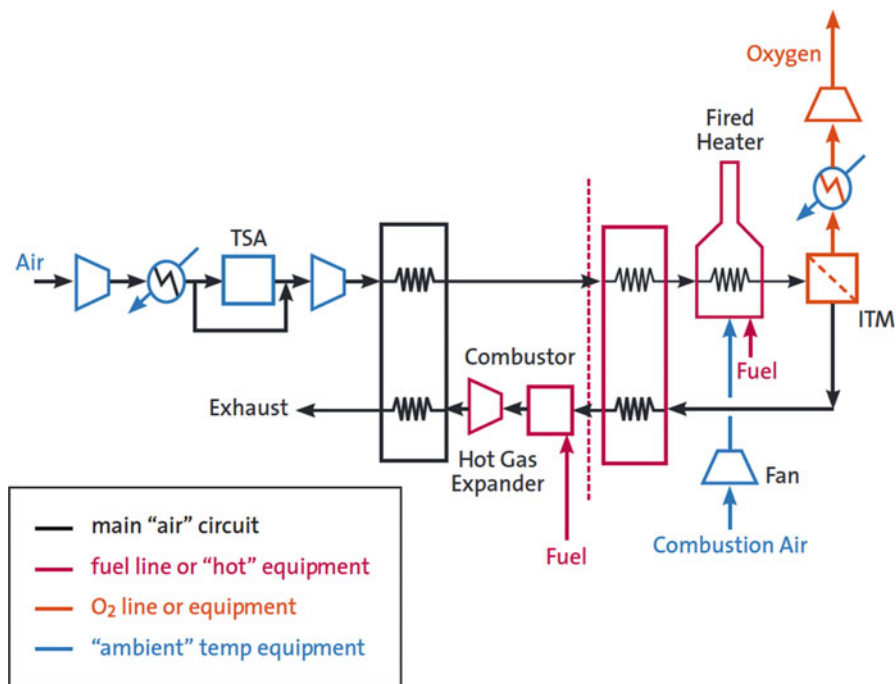 Oxygen
Fired
Heater
TSA
Air
ITM
Combustor
Fuel
Exhaust
Hot Gas
Expander
Fan
Fuel
Combustion Air
main “air” circuit
fuel line or “hot” equipment
O₂ line or equipment
“ambient” temp equipment